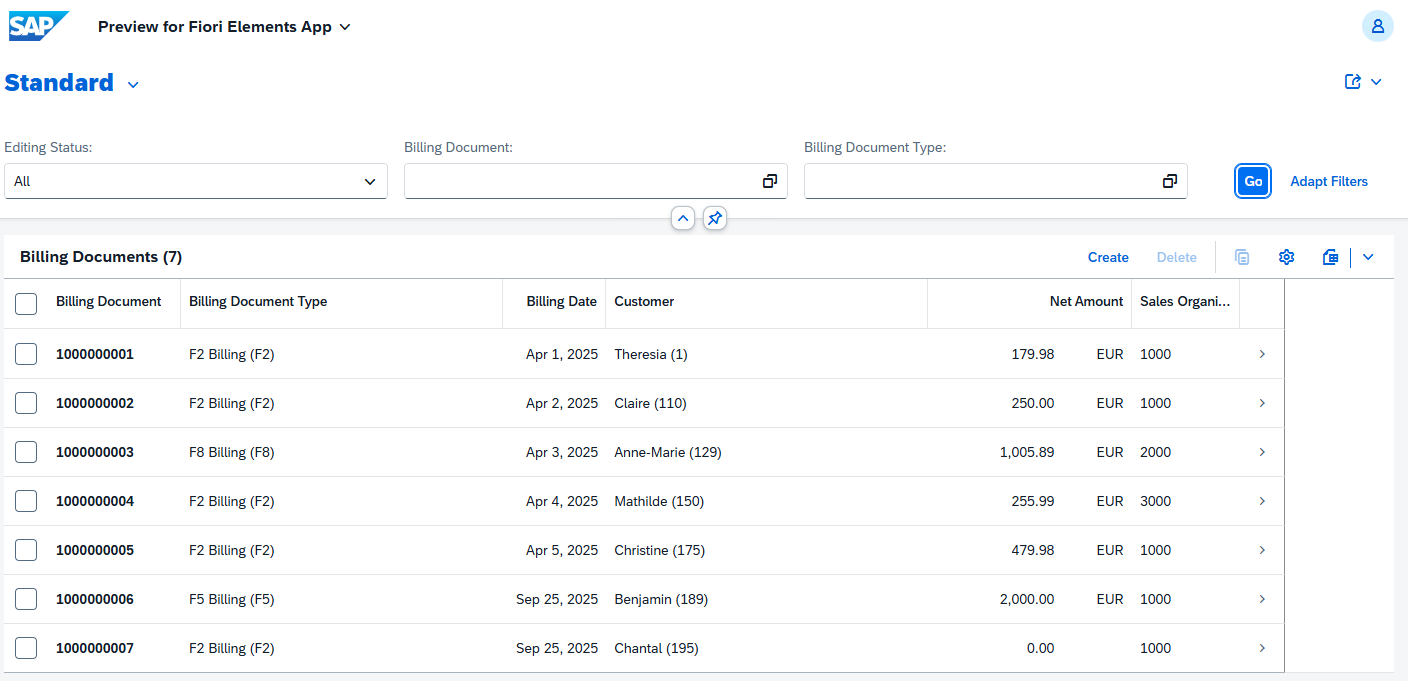 SAP Preview for Fiori Elements App
Standard
Editing Status: Billing Document: Billing Document Type:
All Go Adapt Filters
Billing Documents (7) Create Delete
Billing Document Billing Document Type Billing Date Customer Net Amount Sales Organi...
1000000001 F2 Billing (F2) Apr 1, 2025 Theresia (1) 179.98 EUR 1000
1000000002 F2 Billing (F2) Apr 2, 2025 Claire (110) 250.00 EUR 1000
1000000003 F8 Billing (F8) Apr 3, 2025 Anne-Marie (129) 1,005.89 EUR 2000
1000000004 F2 Billing (F2) Apr 4, 2025 Mathilde (150) 255.99 EUR 3000
1000000005 F2 Billing (F2) Apr 5, 2025 Christine (175) 479.98 EUR 1000
1000000006 F5 Billing (F5) Sep 25, 2025 Benjamin (189) 2,000.00 EUR 1000
1000000007 F2 Billing (F2) Sep 25, 2025 Chantal (195) 0.00 1000